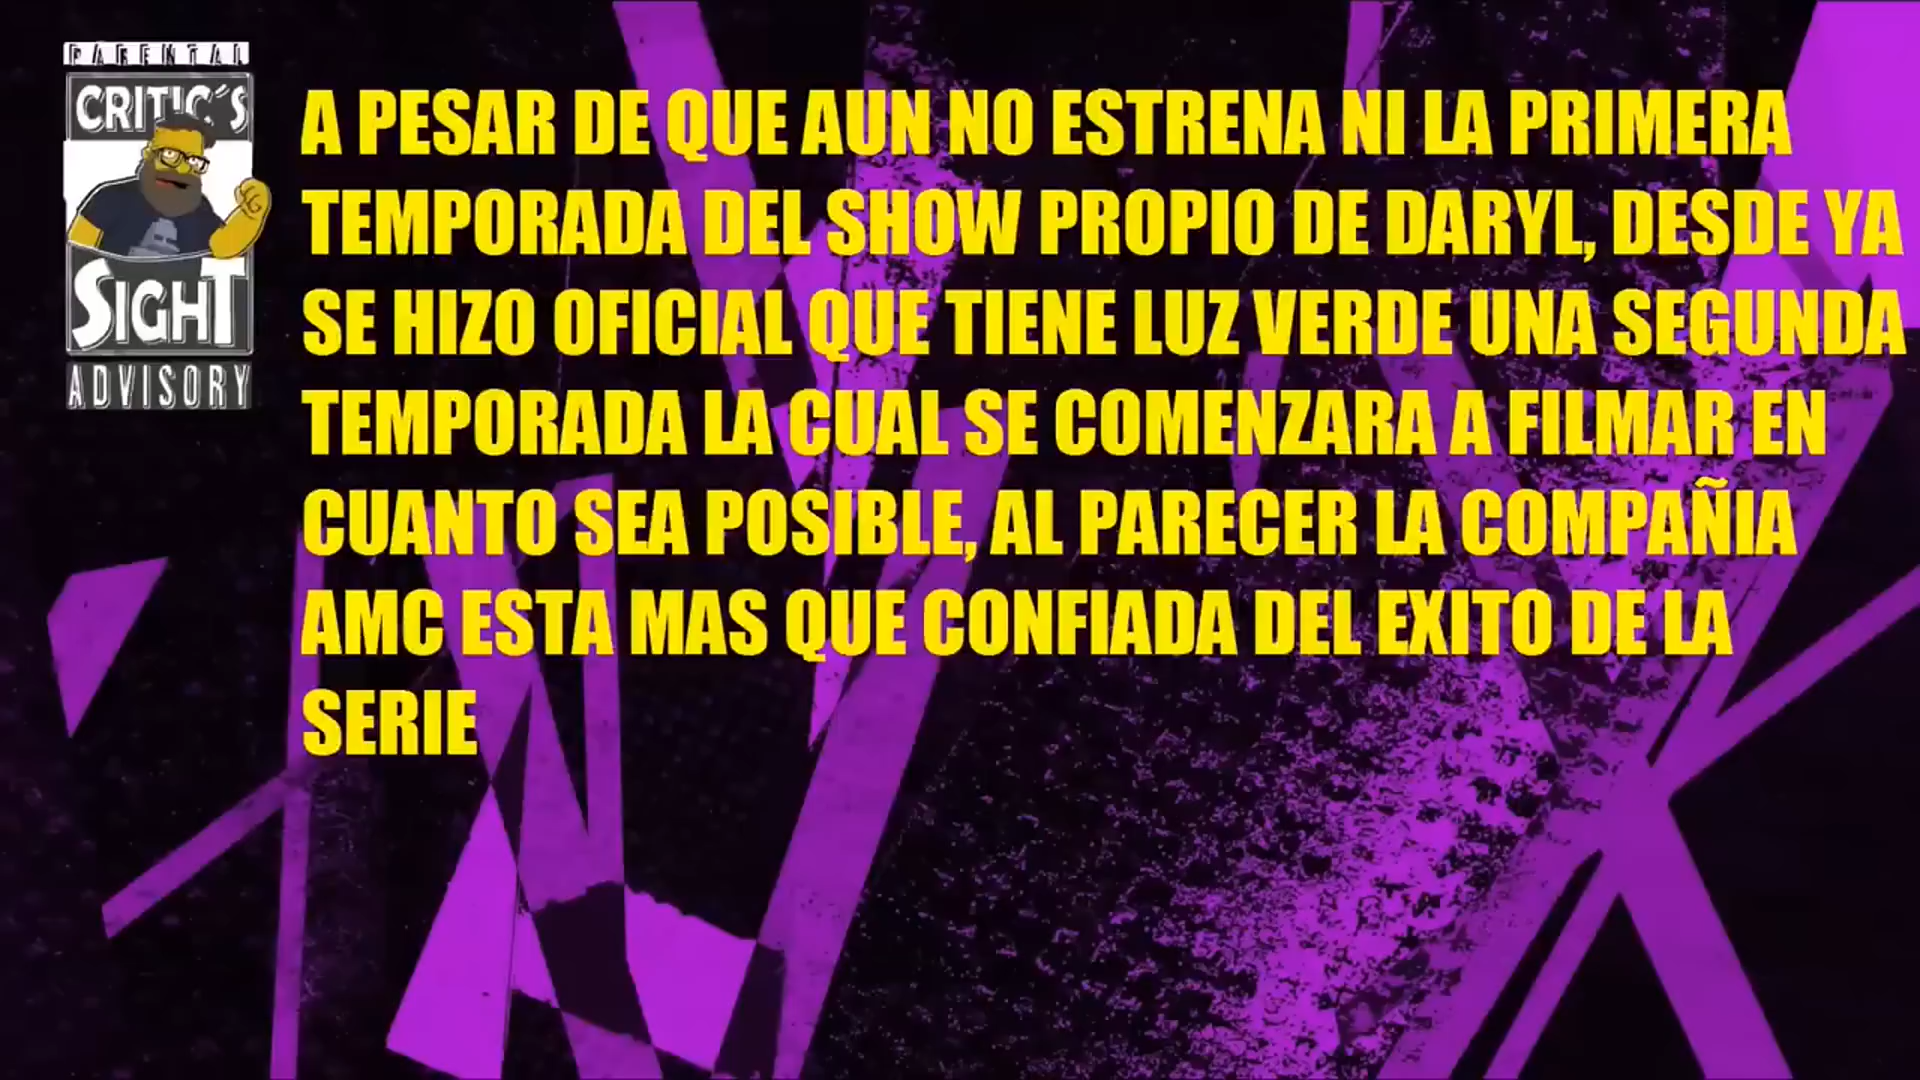 PARENTAL
CRITIC´S
SIGHT
ADVISORY
A PESAR DE QUE AUN NO ESTRENA NI LA PRIMERA
TEMPORADA DEL SHOW PROPIO DE DARYL, DESDE YA
SE HIZO OFICIAL QUE TIENE LUZ VERDE UNA SEGUNDA
TEMPORADA LA CUAL SE COMENZARA A FILMAR EN
CUANTO SEA POSIBLE, AL PARECER LA COMPAÑIA
AMC ESTA MAS QUE CONFIADA DEL EXITO DE LA
SERIE